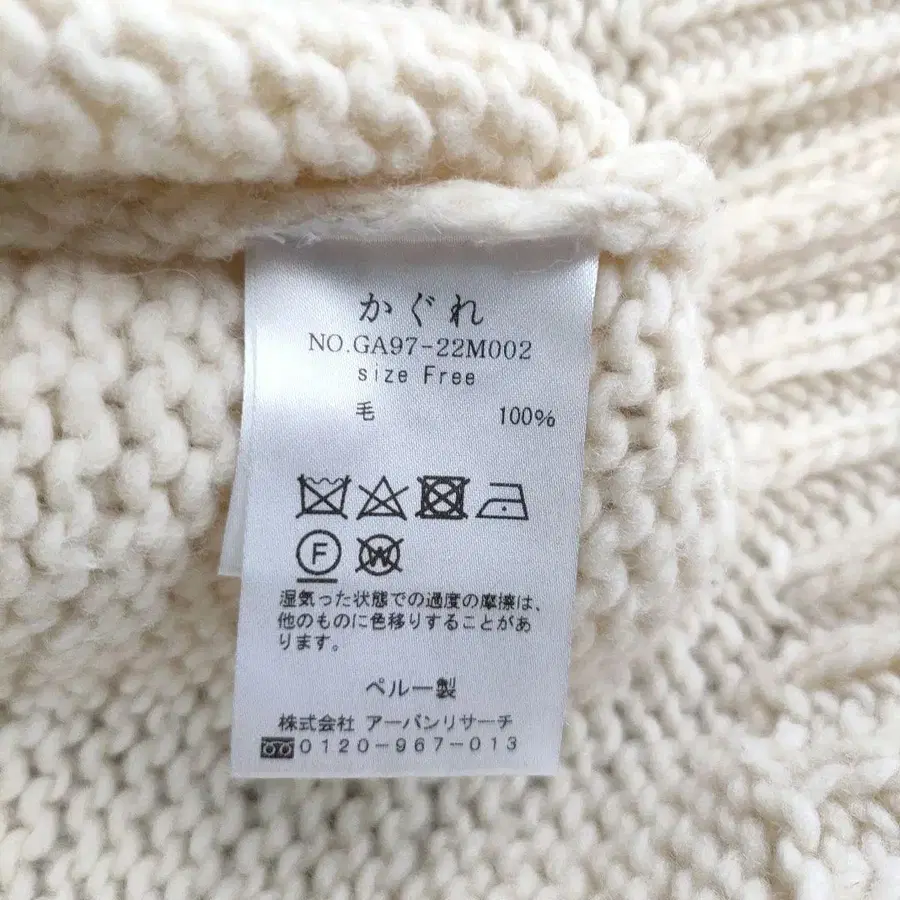 かぐれ
NO.GA97-22M002
size Free
毛 100%
F W
湿気った状態での過度の摩擦は、
他のものに色移りすることがあ
ります。
ペルー製
株式会社 アーバンリサーチ
0120-967-013